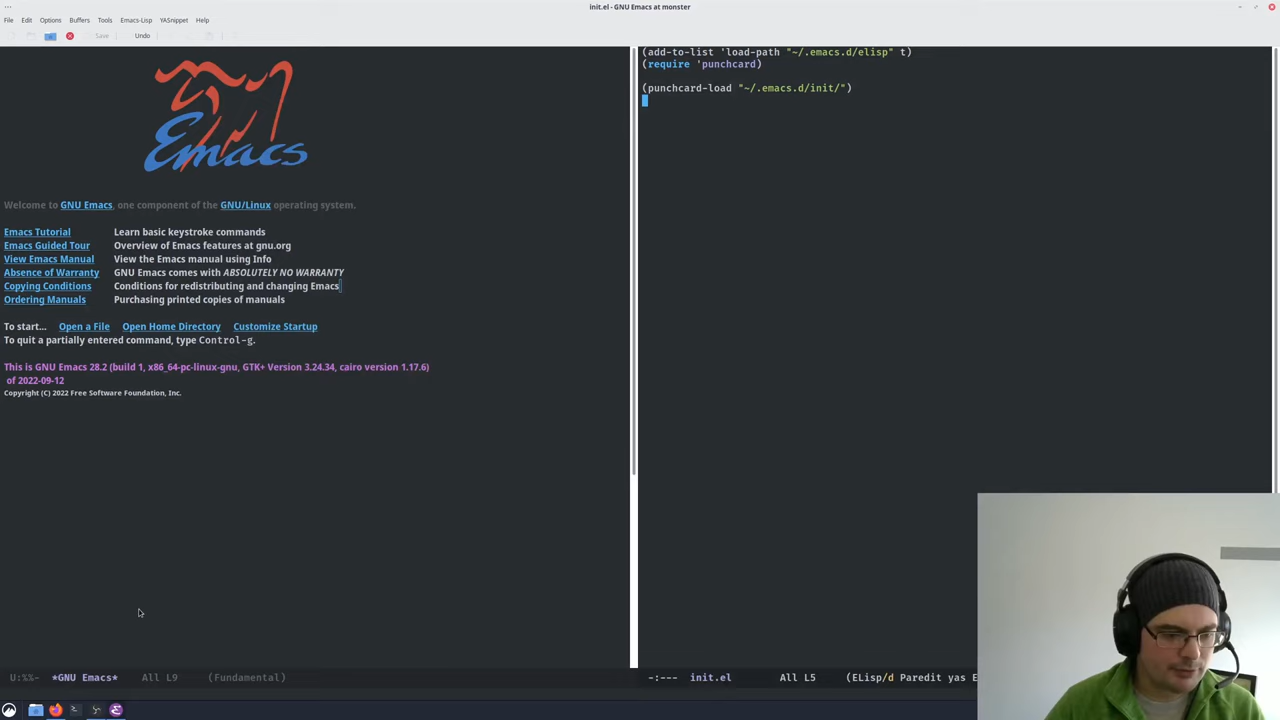 init.el - GNU Emacs at monster
File Edit Options Buffers Tools Emacs-Lisp YASnippet Help
Save Undo
Emacs
Welcome to GNU Emacs, one component of the GNU/Linux operating system.
Emacs Tutorial Learn basic keystroke commands
Emacs Guided Tour Overview of Emacs features at gnu.org
View Emacs Manual View the Emacs manual using Info
Absence of Warranty GNU Emacs comes with ABSOLUTELY NO WARRANTY
Copying Conditions Conditions for redistributing and changing Emacs
Ordering Manuals Purchasing printed copies of manuals
To start... Open a File Open Home Directory Customize Startup
To quit a partially entered command, type Control-g.
This is GNU Emacs 28.2 (build 1, x86_64-pc-linux-gnu, GTK+ Version 3.24.34, cairo version 1.17.6)
of 2022-09-12
Copyright (C) 2022 Free Software Foundation, Inc.
U:%%- *GNU Emacs* All L9 (Fundamental)
(add-to-list 'load-path "~/.emacs.d/elisp" t)
(require 'punchcard)
(punchcard-load "~/.emacs.d/init/")
-:--- init.el All L5 (ELisp/d Paredit yas E